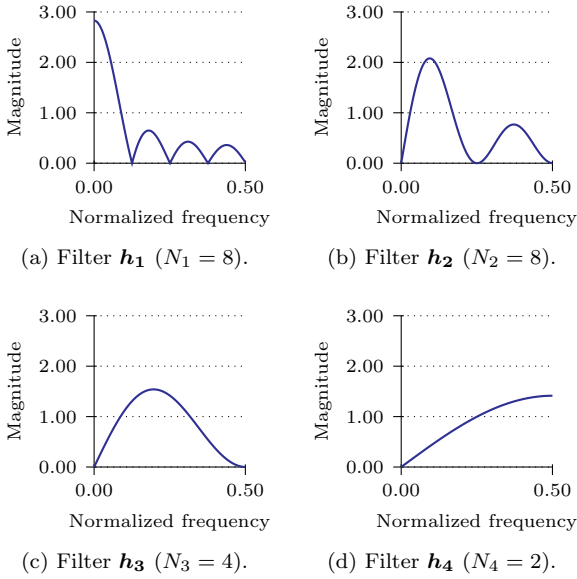 3.00
2.00
1.00
0.00
Magnitude
0.00 0.50
Normalized frequency
(a) Filter h₁ (N₁ = 8).
3.00
2.00
1.00
0.00
Magnitude
0.00 0.50
Normalized frequency
(b) Filter h₂ (N₂ = 8).
3.00
2.00
1.00
0.00
Magnitude
0.00 0.50
Normalized frequency
(c) Filter h₃ (N₃ = 4).
3.00
2.00
1.00
0.00
Magnitude
0.00 0.50
Normalized frequency
(d) Filter h₄ (N₄ = 2).